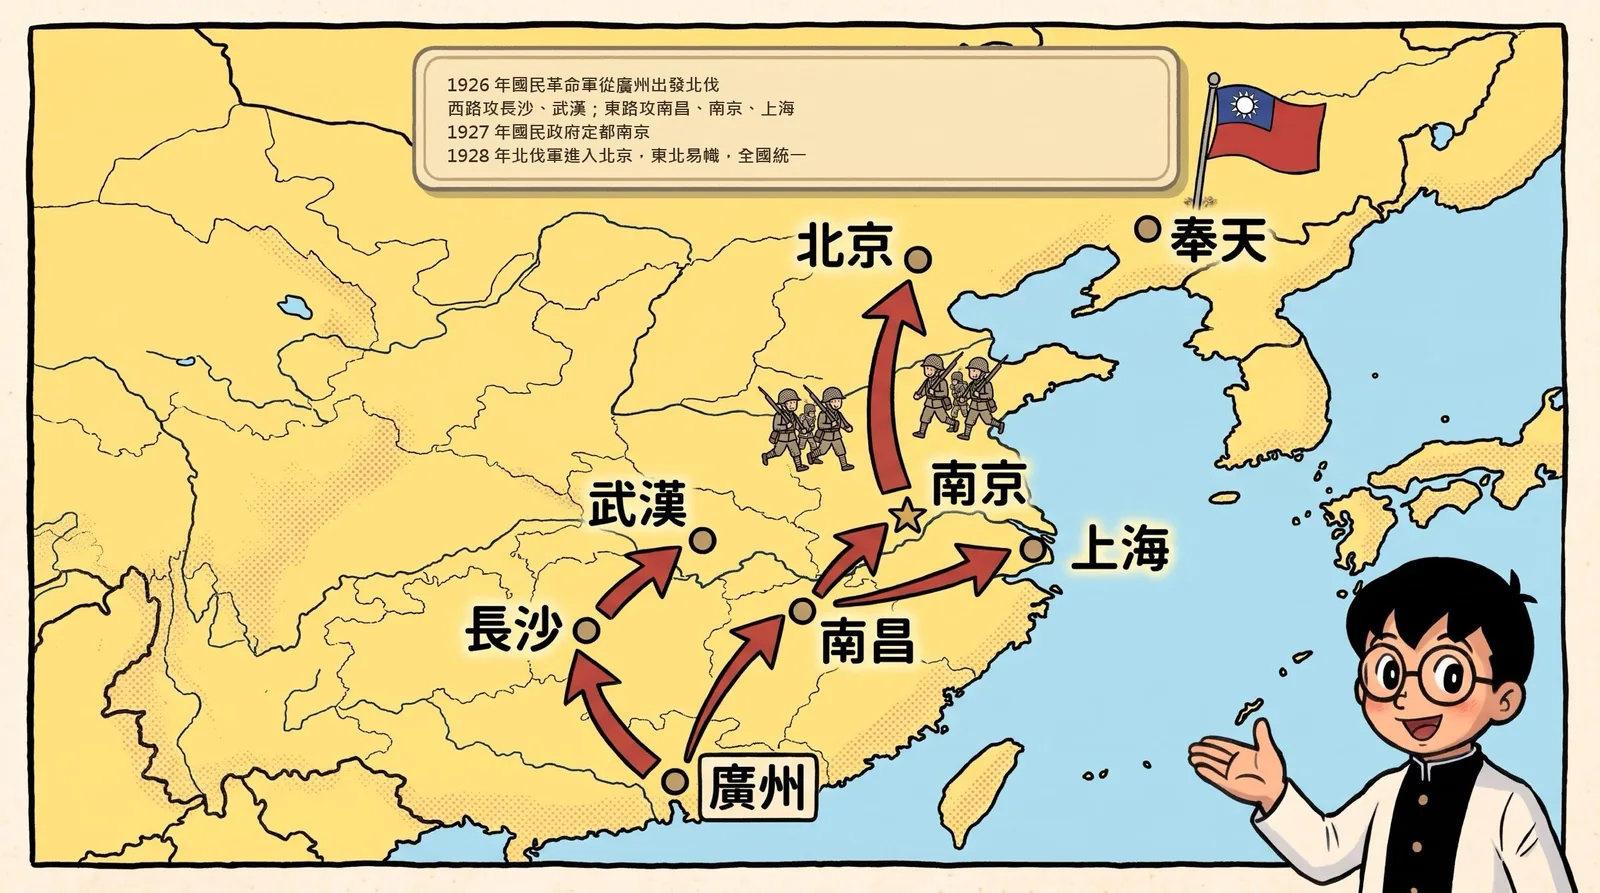 1926 年國民革命軍從廣州出發北伐
西路攻長沙、武漢；東路攻南昌、南京、上海
1927 年國民政府定都南京
1928 年北伐軍進入北京，東北易幟，全國統一
北京
奉天
南京
武漢
上海
長沙
南昌
廣州